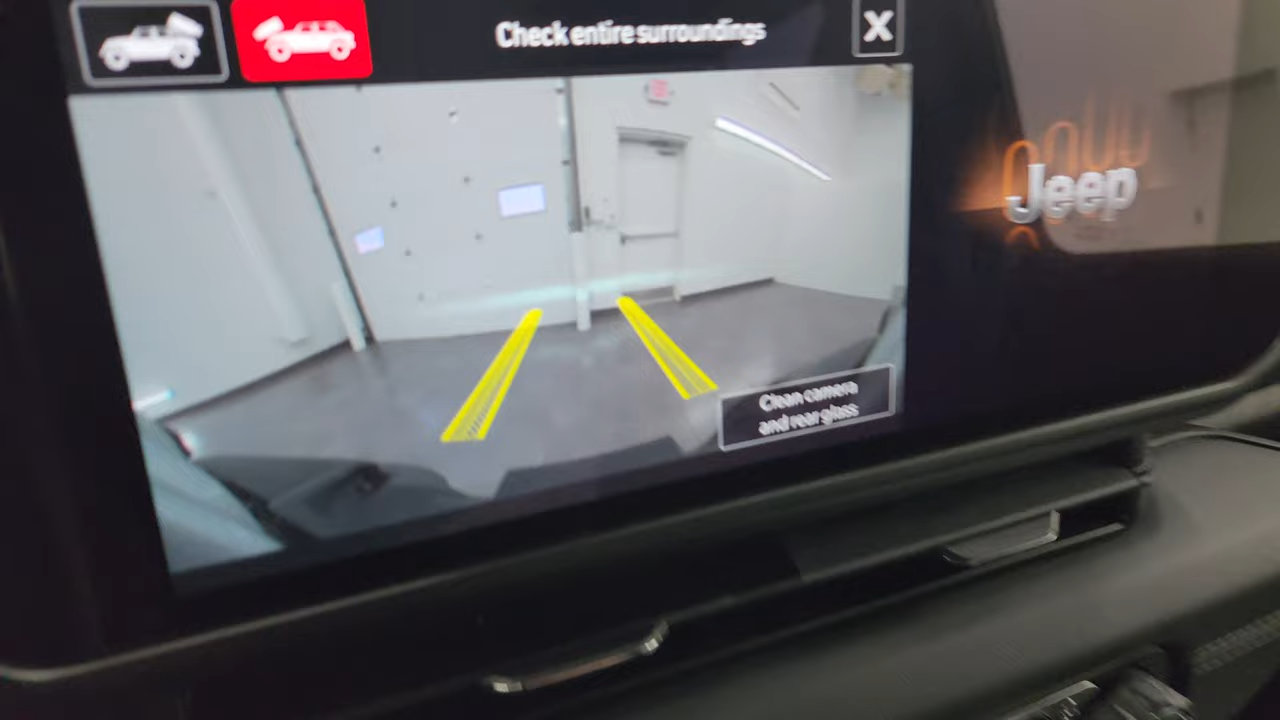 Check entire surroundings
X
Jeep
Clean camera
and rear glass